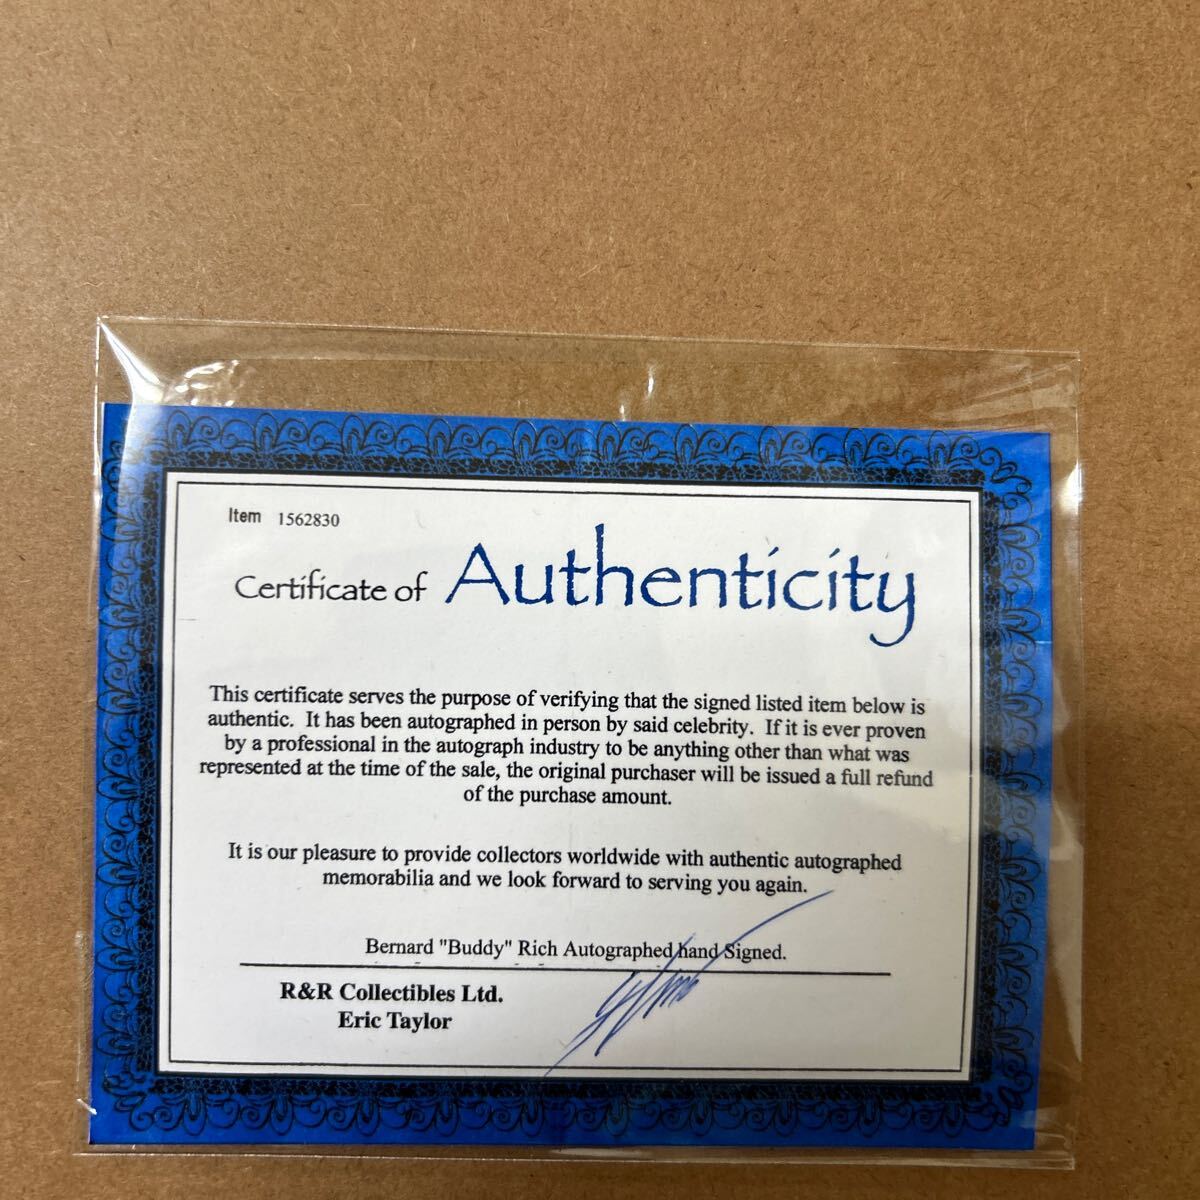 Item 1562830
Certificate of Authenticity
This certificate serves the purpose of verifying that the signed listed item below is
authentic. It has been autographed in person by said celebrity. If it is ever proven
by a professional in the autograph industry to be anything other than what was
represented at the time of the sale, the original purchaser will be issued a full refund
of the purchase amount.
It is our pleasure to provide collectors worldwide with authentic autographed
memorabilia and we look forward to serving you again.
Bernard "Buddy" Rich Autographed hand Signed.
R&R Collectibles Ltd.
Eric Taylor